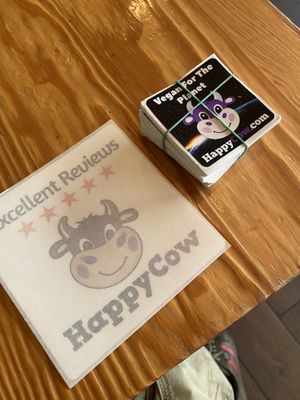 Excellent Reviews
HappyCow
Vegan For The
Planet
HappyCow.com